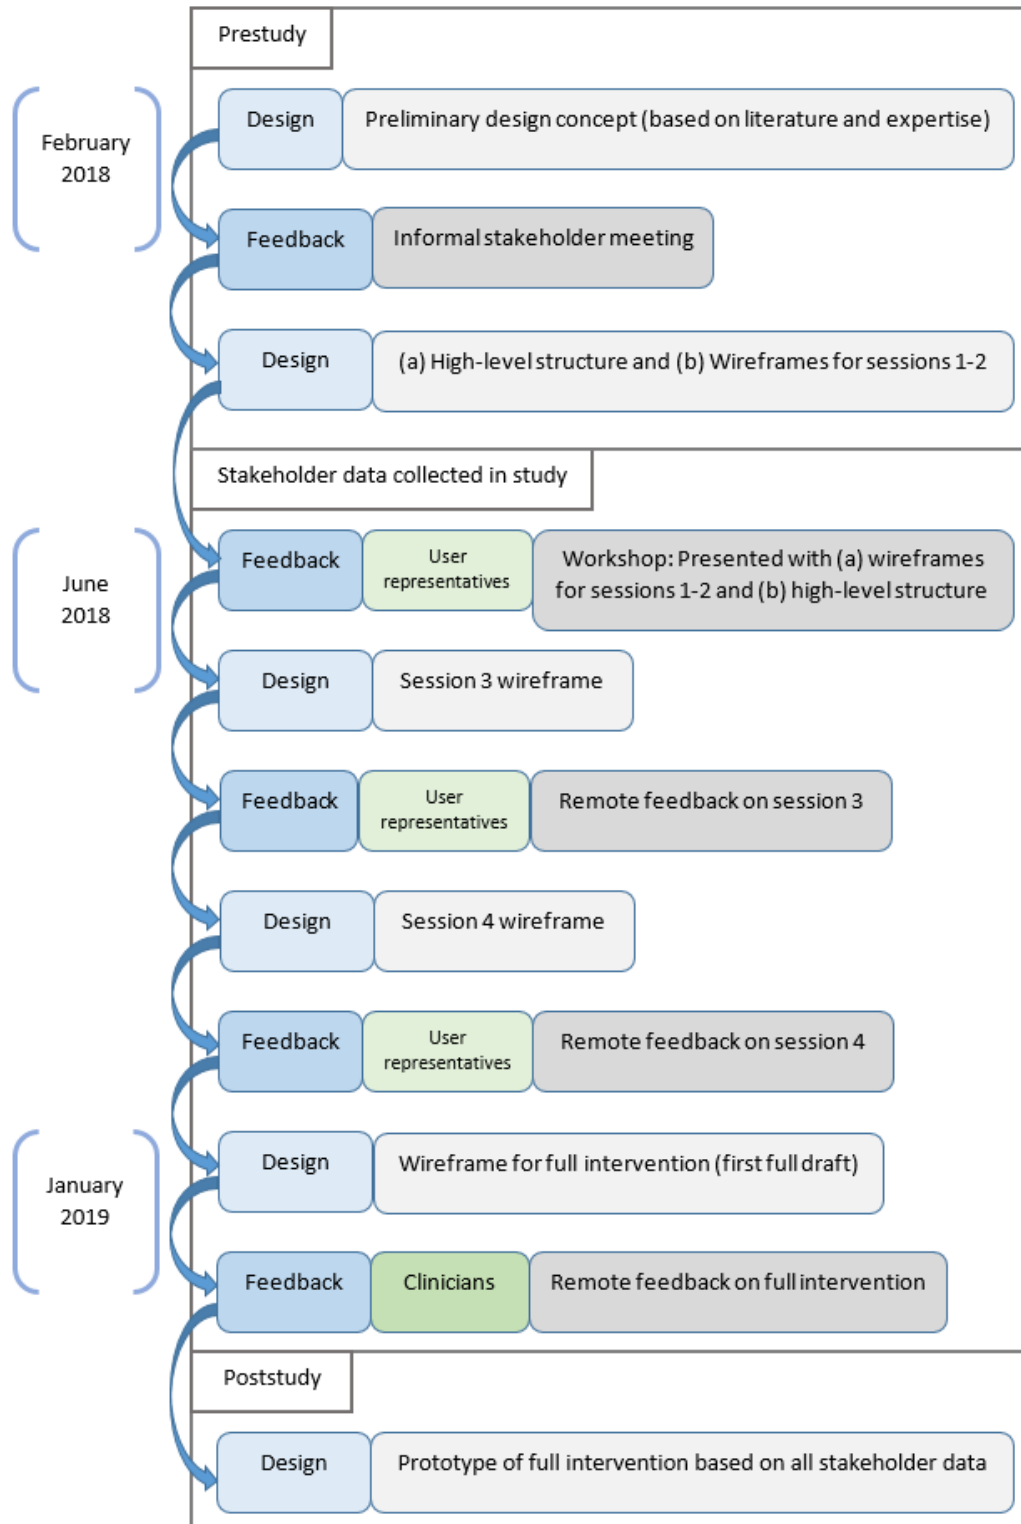 Prestudy
February
2018
Design
Preliminary design concept (based on literature and expertise)
Feedback
Informal stakeholder meeting
Design
(a) High-level structure and (b) Wireframes for sessions 1-2
Stakeholder data collected in study
June
2018
Feedback
User
representatives
Workshop: Presented with (a) wireframes
for sessions 1-2 and (b) high-level structure
Design
Session 3 wireframe
Feedback
User
representatives
Remote feedback on session 3
Design
Session 4 wireframe
Feedback
User
representatives
Remote feedback on session 4
January
2019
Design
Wireframe for full intervention (first full draft)
Feedback
Clinicians
Remote feedback on full intervention
Poststudy
Design
Prototype of full intervention based on all stakeholder data